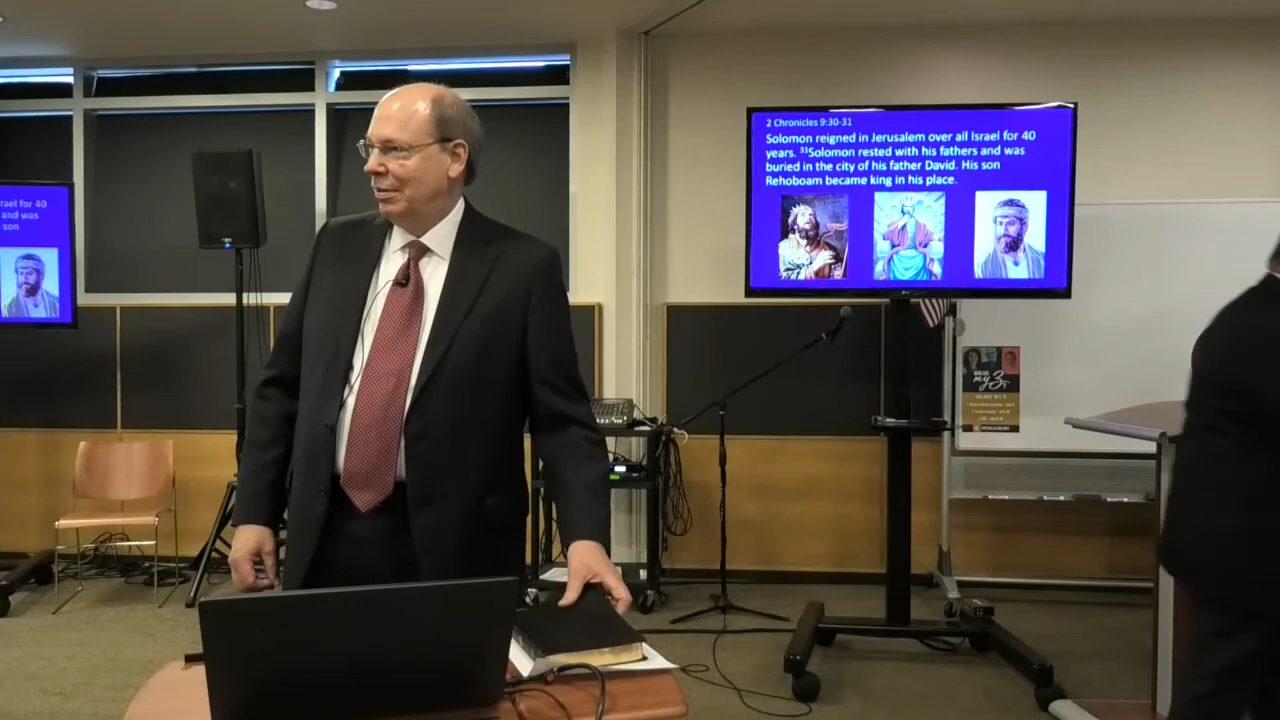 rael for 40
and was
son
2 Chronicles 9:30-31
Solomon reigned in Jerusalem over all Israel for 40
years. ³¹Solomon rested with his fathers and was
buried in the city of his father David. His son
Rehoboam became king in his place.
my 3